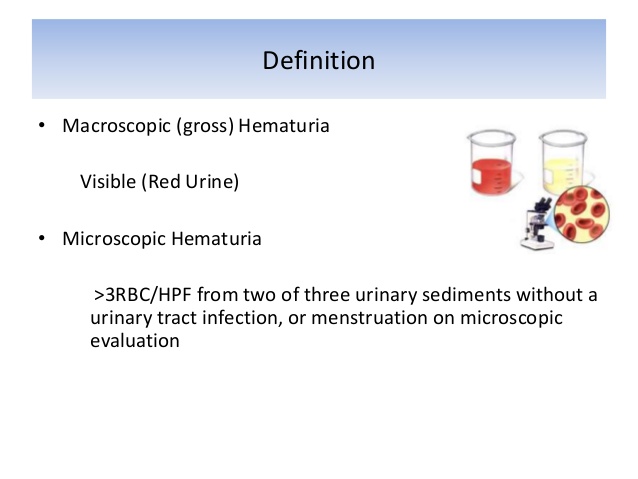 Definition
• Macroscopic (gross) Hematuria
Visible (Red Urine)
• Microscopic Hematuria
>3RBC/HPF from two of three urinary sediments without a
urinary tract infection, or menstruation on microscopic
evaluation